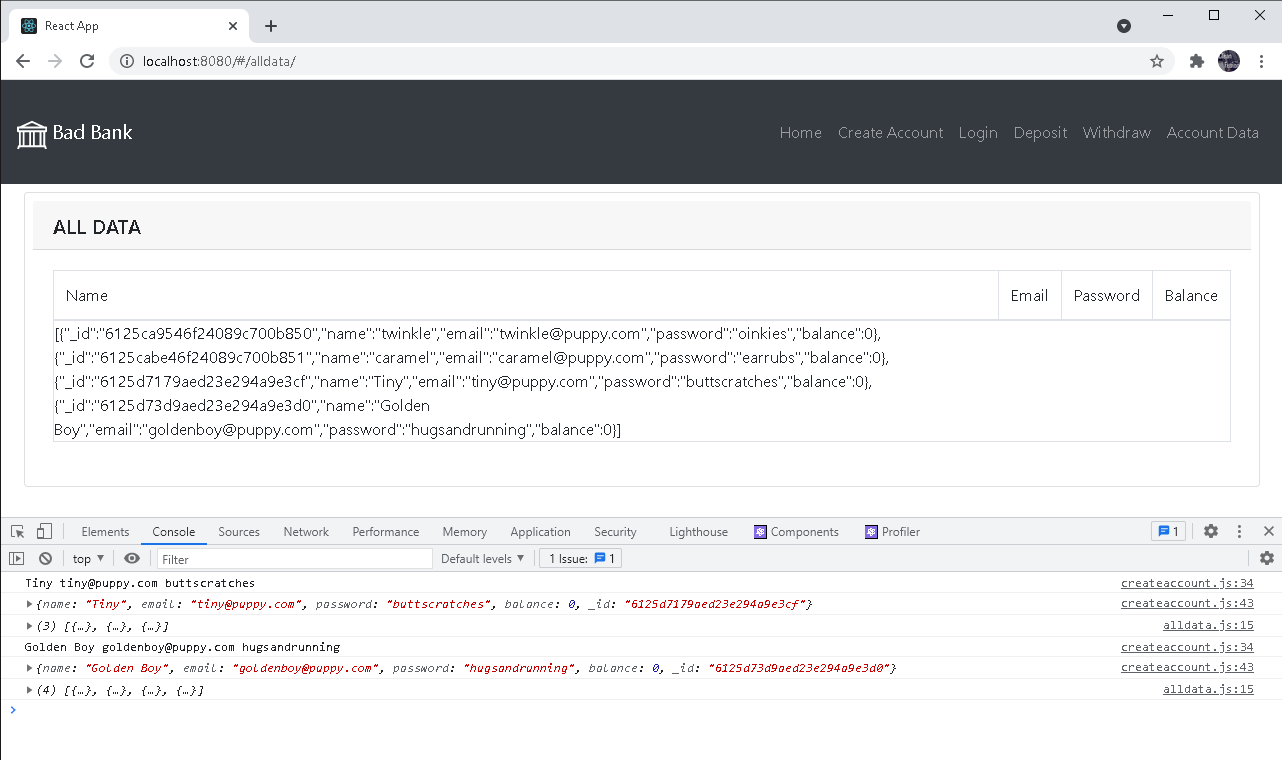 React App
localhost:8080/#/alldata/
Bad Bank
Home Create Account Login Deposit Withdraw Account Data
ALL DATA
Name Email Password Balance
[{"_id":"6125ca9546f24089c700b850","name":"twinkle","email":"twinkle@puppy.com","password":"oinkies","balance":0},
{"_id":"6125cabe46f24089c700b851","name":"caramel","email":"caramel@puppy.com","password":"earrubs","balance":0},
{"_id":"6125d7179aed23e294a9e3cf","name":"Tiny","email":"tiny@puppy.com","password":"buttscratches","balance":0},
{"_id":"6125d73d9aed23e294a9e3d0","name":"Golden
Boy","email":"goldenboy@puppy.com","password":"hugsandrunning","balance":0}]
Elements Console Sources Network Performance Memory Application Security Lighthouse Components Profiler 1
top Filter Default levels 1 Issue: 1
Tiny tiny@puppy.com buttscratches createaccount.js:34
{name: "Tiny", email: "tiny@puppy.com", password: "buttscratches", balance: 0, _id: "6125d7179aed23e294a9e3cf"} createaccount.js:43
(3) [{…}, {…}, {…}] alldata.js:15
Golden Boy goldenboy@puppy.com hugsandrunning createaccount.js:34
{name: "Golden Boy", email: "goldenboy@puppy.com", password: "hugsandrunning", balance: 0, _id: "6125d73d9aed23e294a9e3d0"} createaccount.js:43
(4) [{…}, {…}, {…}, {…}] alldata.js:15